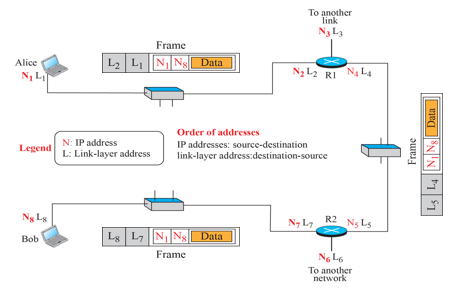 To another
link
N3 L3
Frame
Alice
N1 L1
L2 L1 N1 N8 Data
N2 L2
R1
N4 L4
Legend
N: IP address
L: Link-layer address
Order of addresses
IP addresses: source-destination
link-layer address:destination-source
Frame
L5 L4 N1 N8 Data
N8 L8
Bob
L8 L7 N1 N8 Data
Frame
N7 L7
R2
N5 L5
N6 L6
To another
network